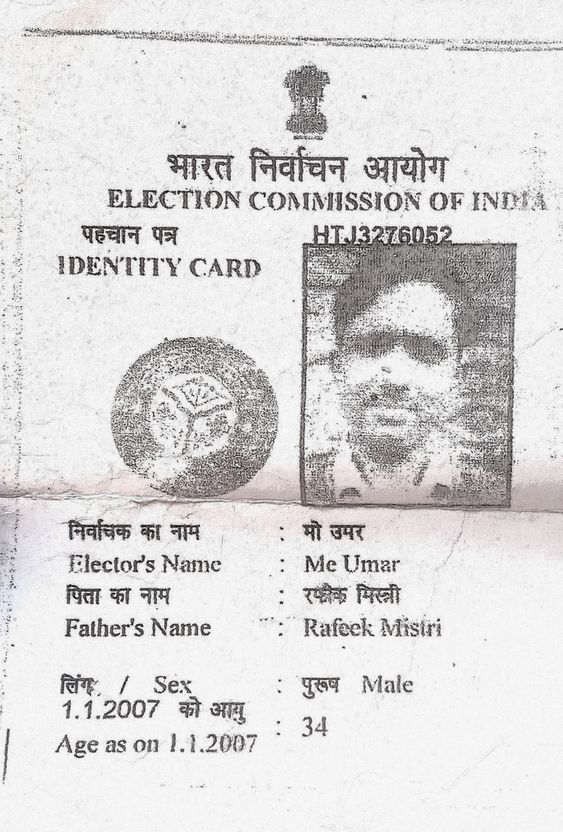 भारत निर्वाचन आयोग
ELECTION COMMISSION OF INDIA
पहचान पत्र HTJ3276052
IDENTITY CARD
निर्वाचक का नाम : मो उमर
Elector's Name : Me Umar
पिता का नाम : रफीक मिस्त्री
Father's Name : Rafeek Mistri
लिंग / Sex : पुरूष Male
1.1.2007 को आयु
Age as on 1.1.2007 : 34